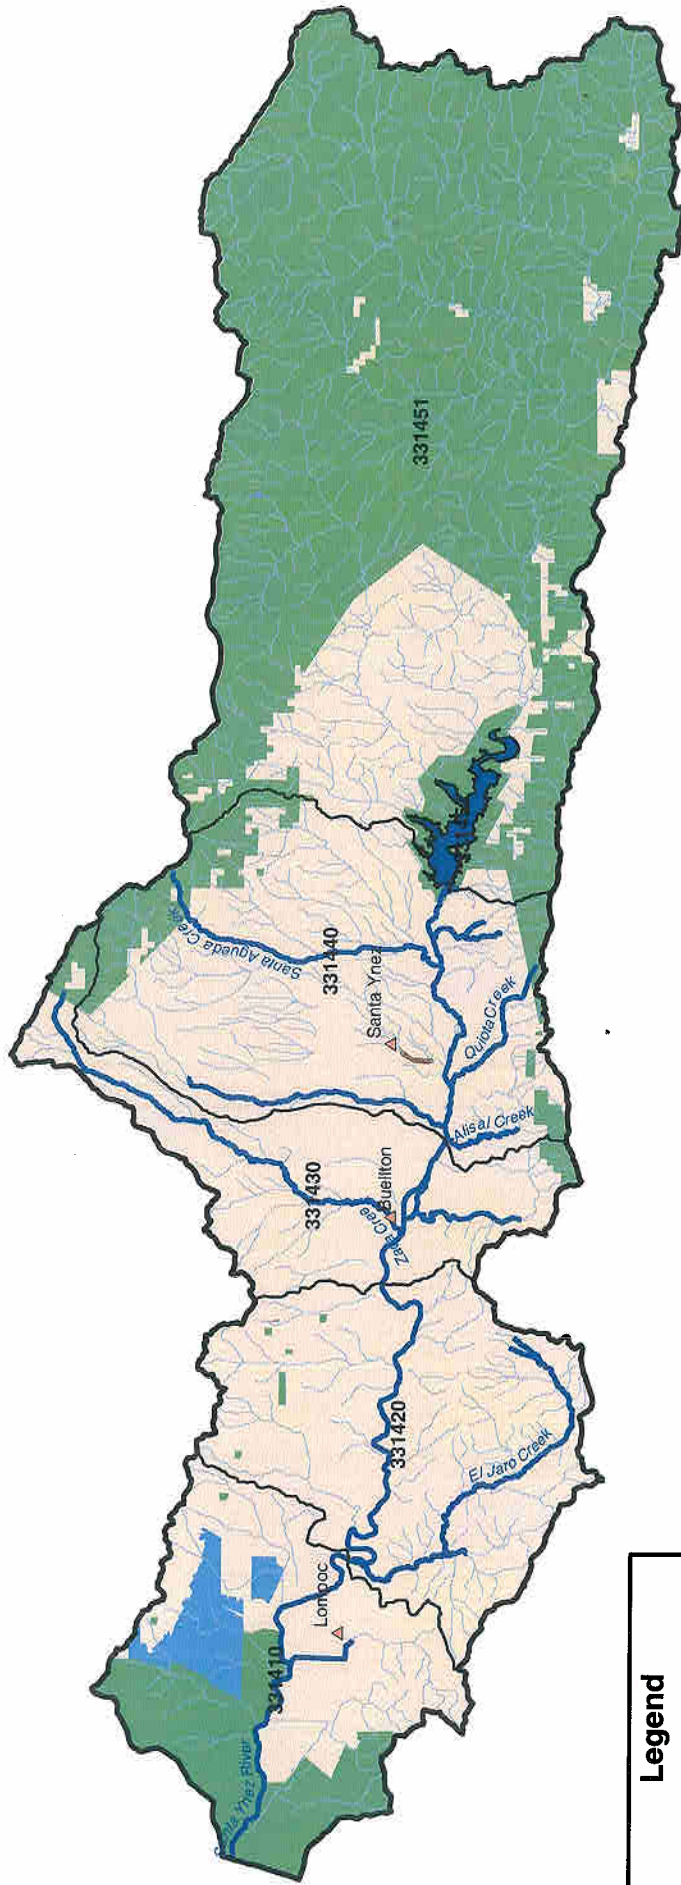 331451
Santa Agueda Creek
331440
Santa Ynez
Quiota Creek
Alisal Creek
331430
Buellton
331420
El Jaro Creek
Lompoc
331410
Santa Ynez River
Legend